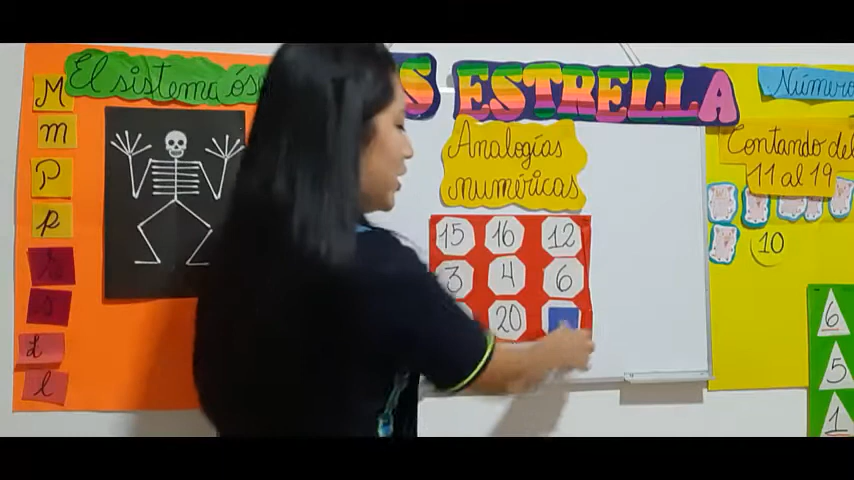 El sistema ós
M
m
P
p
S
s
L
l
S ESTRELLA
Analogías
numéricas
15 16 12
3 4 6
20
Número
Contando del
11 al 19
10
6
5
1